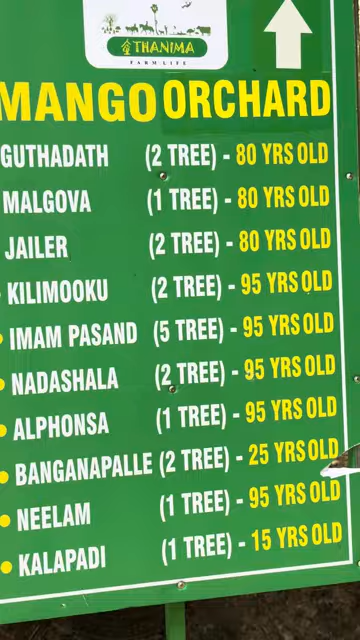 THANIMA
FARM LIFE
MANGO ORCHARD
GUTHADATH (2 TREE) - 80 YRS OLD
MALGOVA (1 TREE) - 80 YRS OLD
JAILER (2 TREE) - 80 YRS OLD
KILIMOOKU (2 TREE) - 95 YRS OLD
IMAM PASAND (5 TREE) - 95 YRS OLD
NADASHALA (2 TREE) - 95 YRS OLD
ALPHONSA (1 TREE) - 95 YRS OLD
BANGANAPALLE (2 TREE) - 25 YRS OLD
NEELAM (1 TREE) - 95 YRS OLD
KALAPADI (1 TREE) - 15 YRS OLD